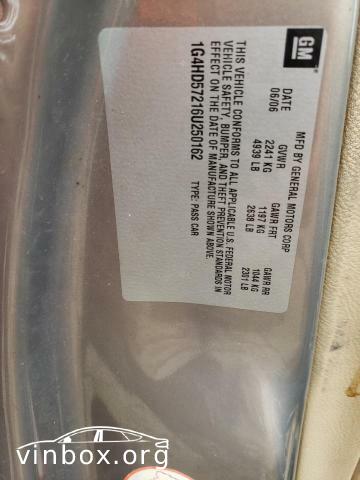 GM
MFD BY GENERAL MOTORS CORP
DATE GVWR GAWR FRT GAWR RR
06/06 2241 KG 1197 KG 1044 KG
4939 LB 2638 LB 2301 LB
THIS VEHICLE CONFORMS TO ALL APPLICABLE U.S. FEDERAL MOTOR
VEHICLE SAFETY, BUMPER, AND THEFT PREVENTION STANDARDS IN
EFFECT ON THE DATE OF MANUFACTURE SHOWN ABOVE.
1G4HD57216U250162 TYPE: PASS CAR
vinbox.org